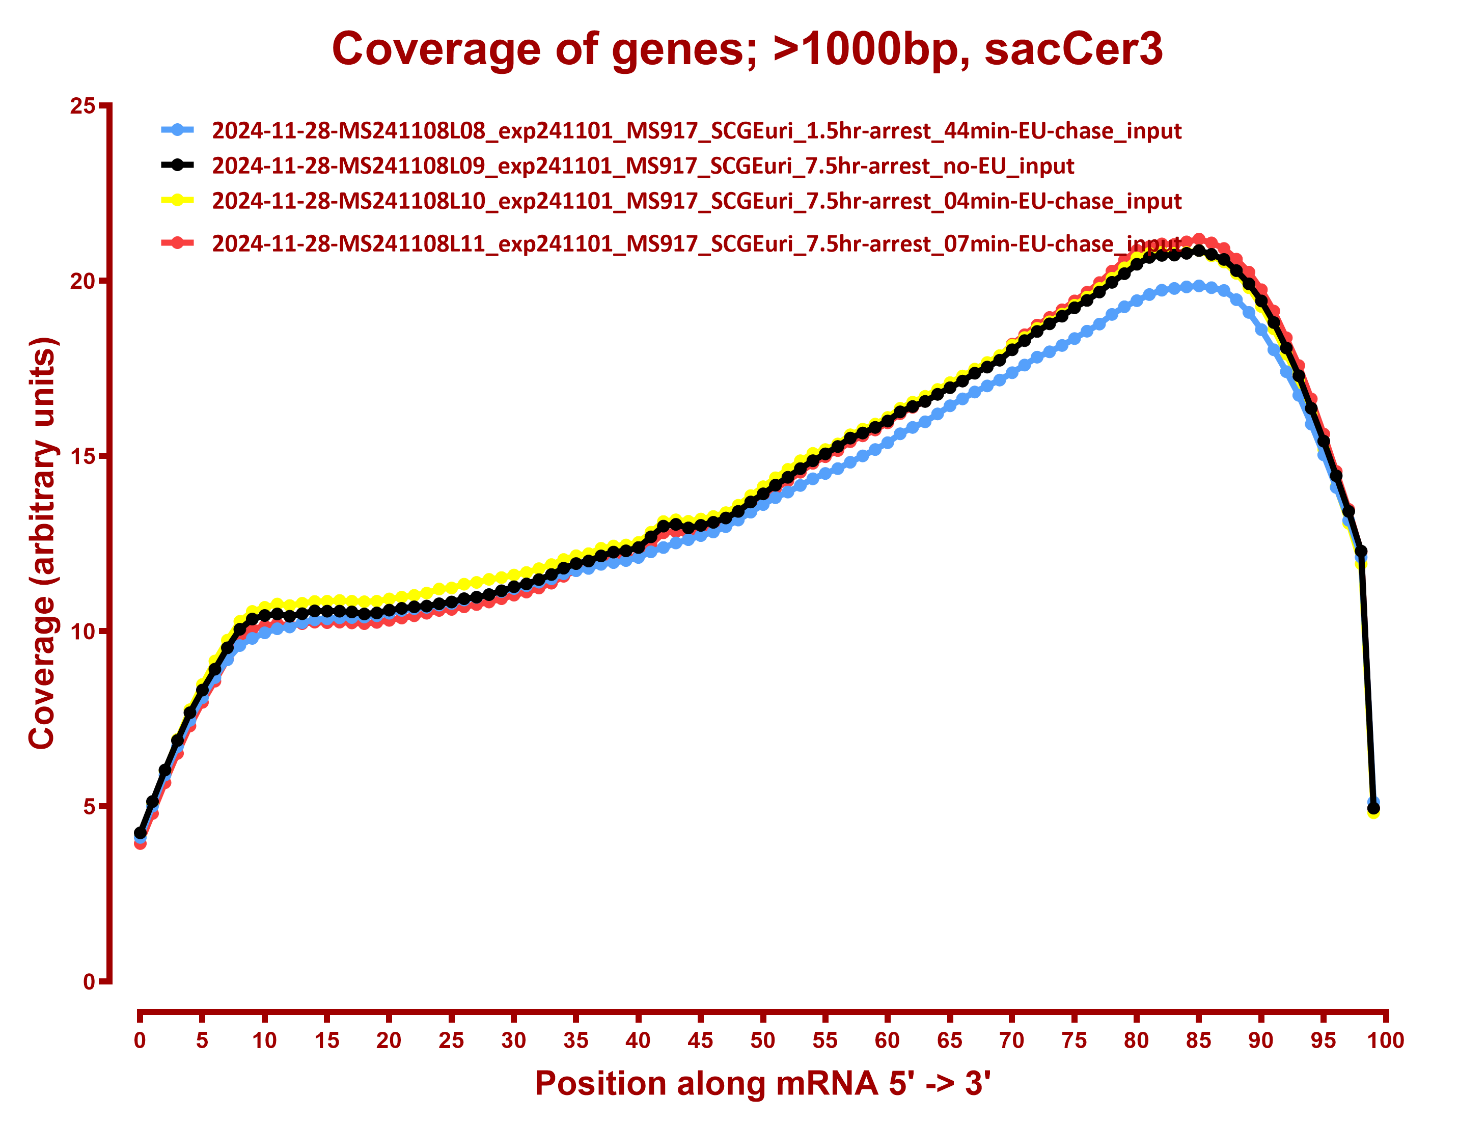 Coverage of genes; >1000bp, sacCer3
25
2024-11-28-MS241108L08_exp241101_MS917_SCGEuri_1.5hr-arrest_44min-EU-chase_input
2024-11-28-MS241108L09_exp241101_MS917_SCGEuri_7.5hr-arrest_no-EU_input
2024-11-28-MS241108L10_exp241101_MS917_SCGEuri_7.5hr-arrest_04min-EU-chase_input
2024-11-28-MS241108L11_exp241101_MS917_SCGEuri_7.5hr-arrest_07min-EU-chase_input
20
15
10
5
0
Coverage (arbitrary units)
0 5 10 15 20 25 30 35 40 45 50 55 60 65 70 75 80 85 90 95 100
Position along mRNA 5' -> 3'